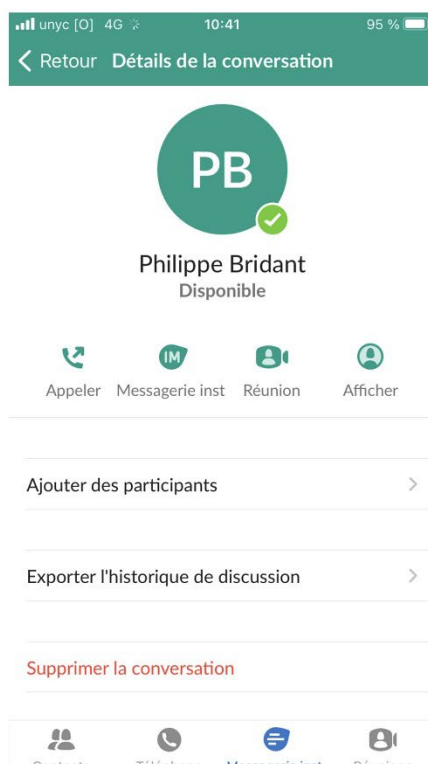 unyc [O] 4G 10:41 95 %
Retour Détails de la conversation
PB
Philippe Bridant
Disponible
IM
Appeler Messagerie inst Réunion Afficher
Ajouter des participants
Exporter l'historique de discussion
Supprimer la conversation